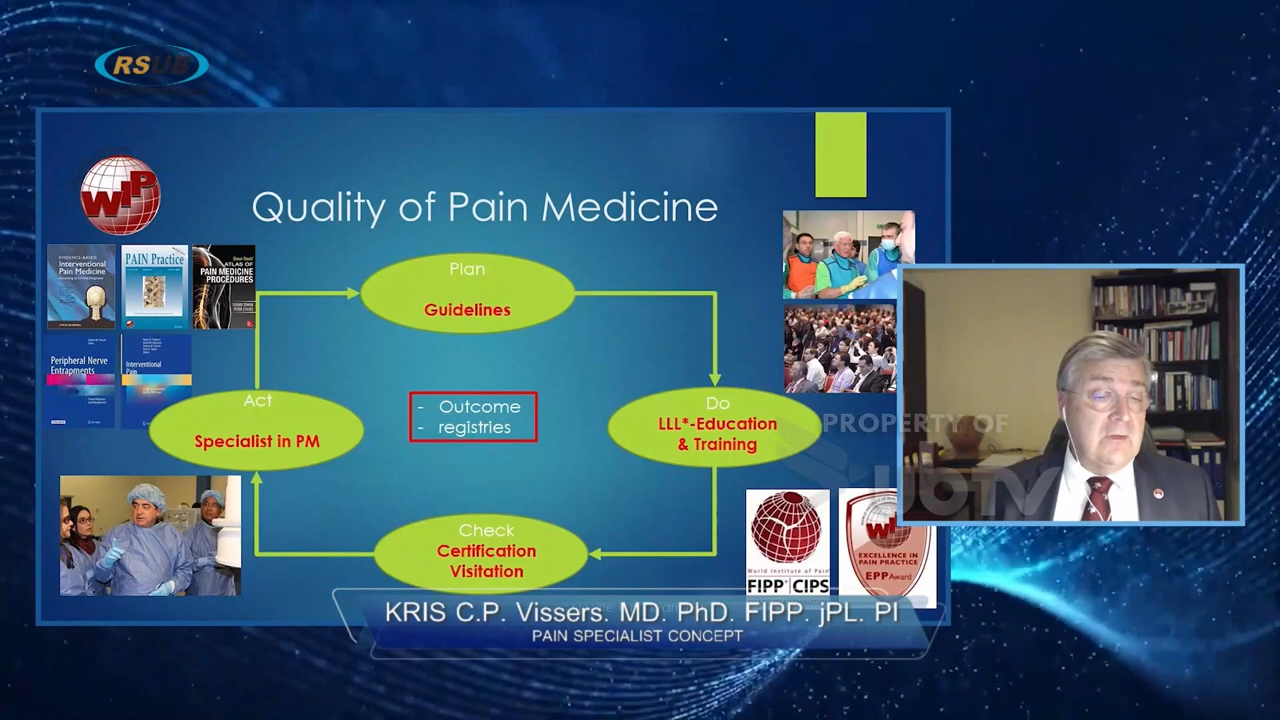 RSUB
WIP
Quality of Pain Medicine
EVIDENCE-BASED
Interventional
Pain Medicine
PAIN Practice
ATLAS OF
PAIN MEDICINE
PROCEDURES
Peripheral Nerve
Entrapments
Interventional
Pain
Plan
Guidelines
Act
Specialist in PM
- Outcome
- registries
Do
LLL*-Education
& Training
Check
Certification
Visitation
World Institute of Pain
FIPP® CIPS
WIP
EXCELLENCE IN
PAIN PRACTICE
EPP Award
PROPERTY OF
UBTV
KRIS C.P. Vissers. MD. PhD. FIPP. jPL. PI
PAIN SPECIALIST CONCEPT